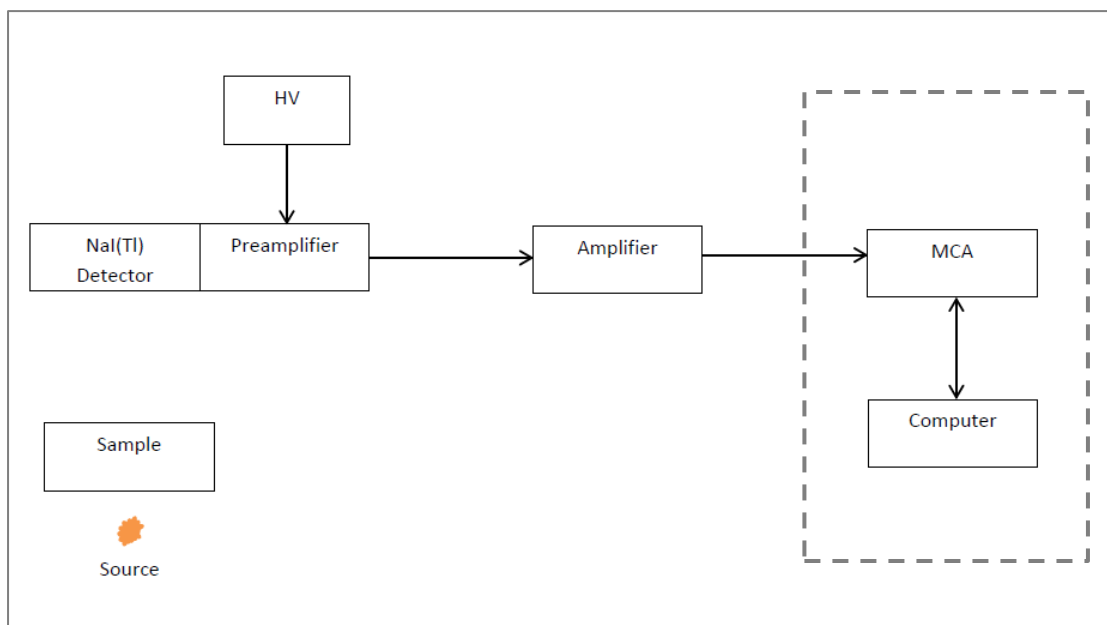 HV
NaI(Tl)
Detector
Preamplifier
Amplifier
MCA
Computer
Sample
Source